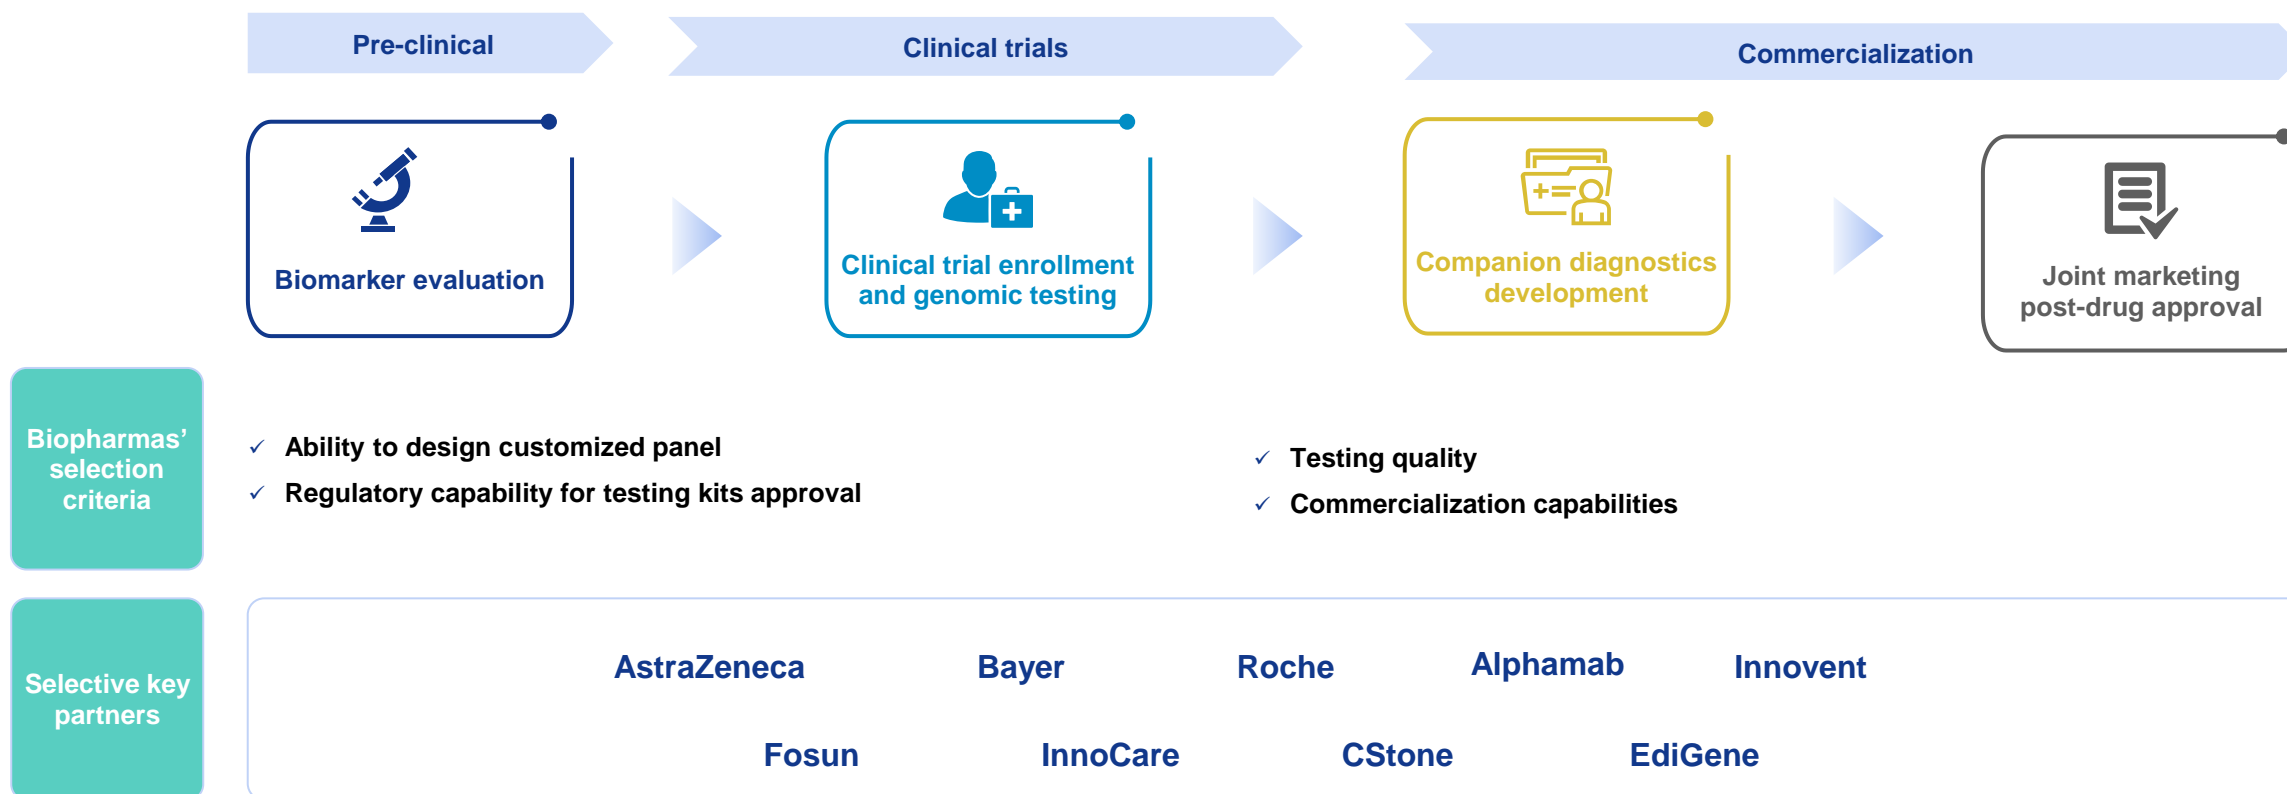 Pre-clinical
Clinical trials
Commercialization
Biomarker evaluation
Clinical trial enrollment
and genomic testing
Companion diagnostics
development
Joint marketing
post-drug approval
Biopharmas’
selection
criteria
✓ Ability to design customized panel
✓ Regulatory capability for testing kits approval
✓ Testing quality
✓ Commercialization capabilities
Selective key
partners
AstraZeneca
Bayer
Roche
Alphamab
Innovent
Fosun
InnoCare
CStone
EdiGene